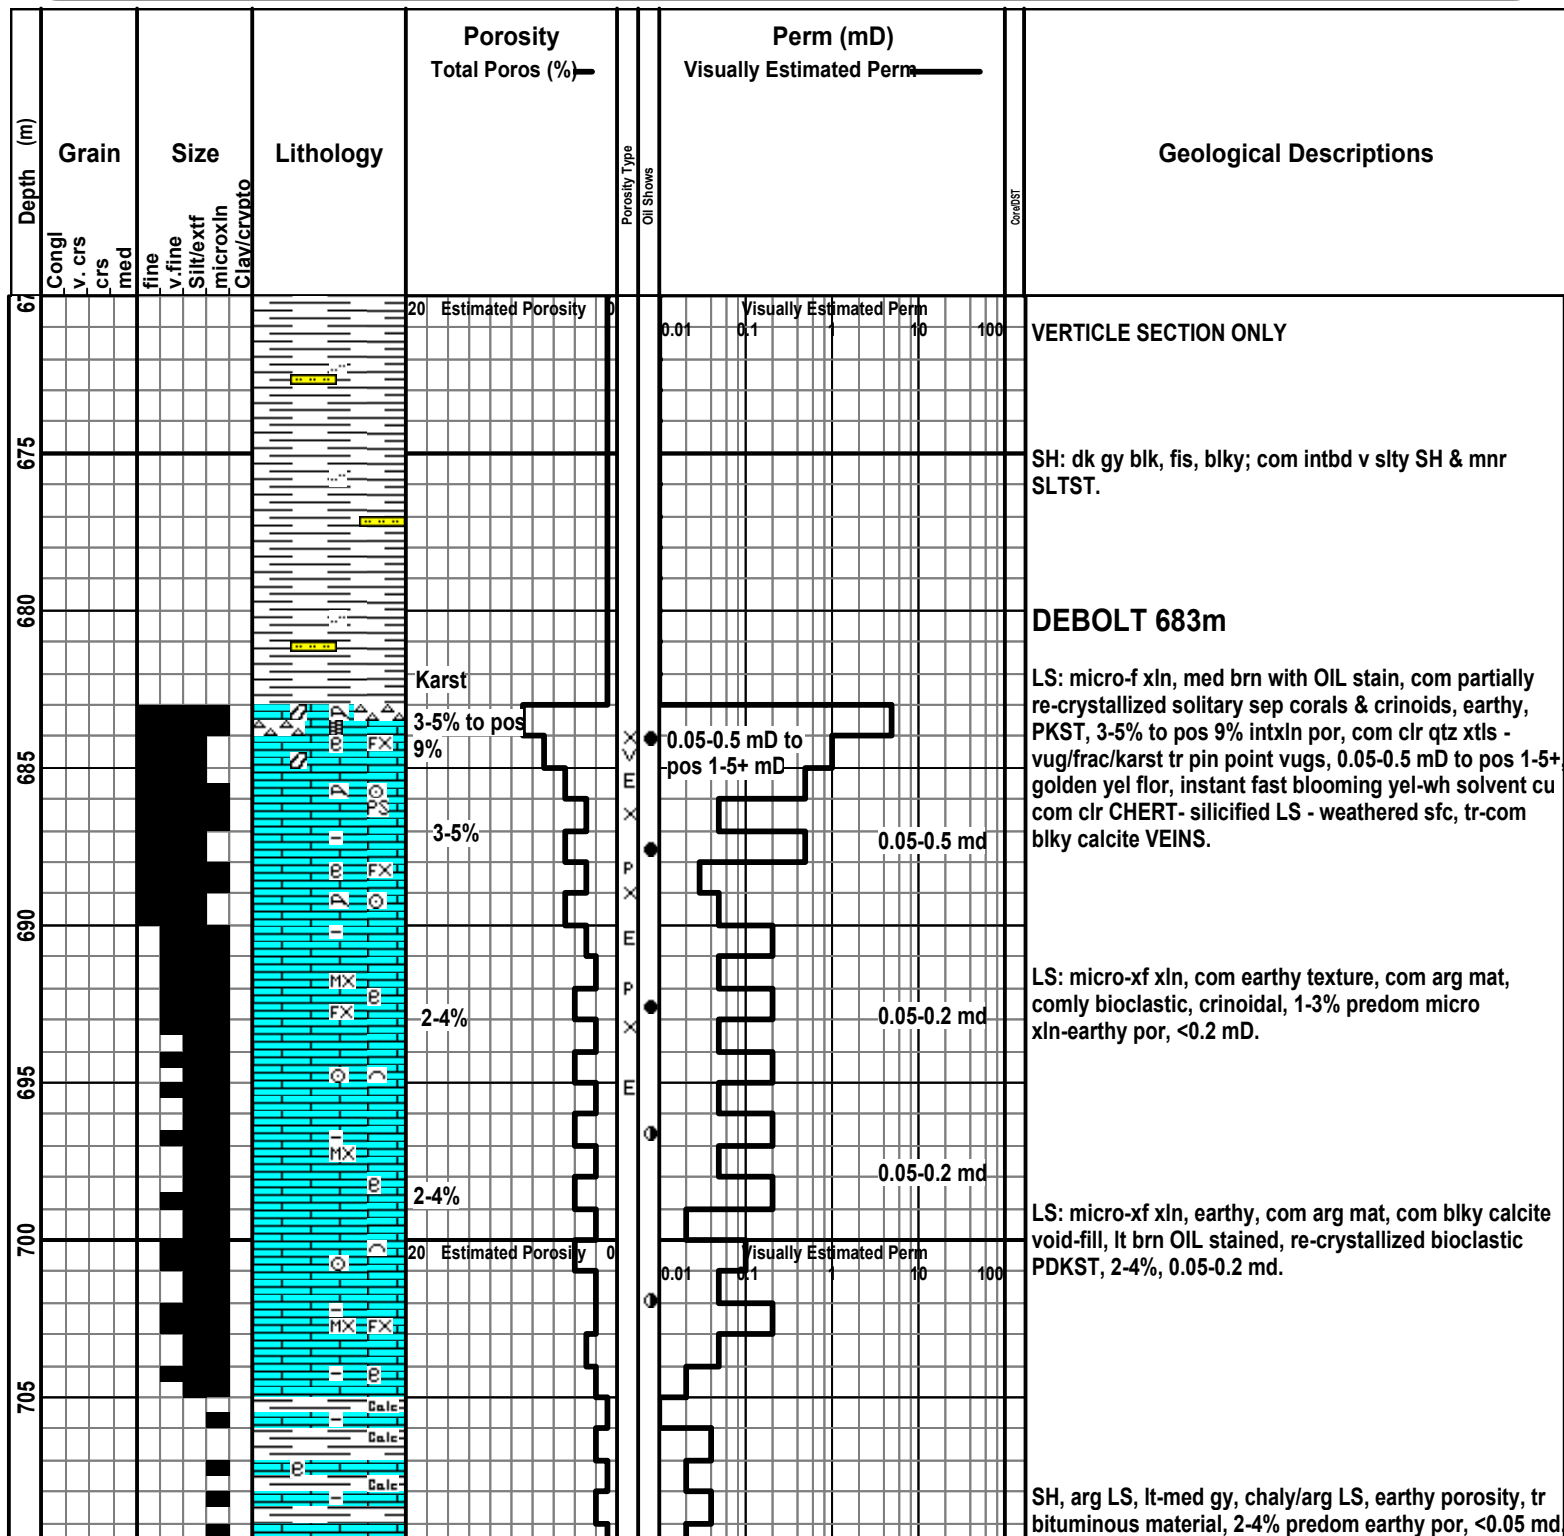 Porosity
Total Poros (%)
Perm (mD)
Visually Estimated Perm
Depth (m)
Grain Size
Lithology
Geological Descriptions
Porosity Type
Oil Shows
Core/DST
Congl
v. crs
crs
med
fine
v.fine
Silt/extf
microxln
Clay/crypto
67
20 Estimated Porosity 0
Visually Estimated Perm
0.01 0.1 1 10 100
VERTICLE SECTION ONLY
675
SH: dk gy blk, fis, blky; com intbd v slty SH & mnr
SLTST.
680
DEBOLT 683m
Karst
3-5% to pos
9%
0.05-0.5 mD to
pos 1-5+ mD
LS: micro-f xln, med brn with OIL stain, com partially
re-crystallized solitary sep corals & crinoids, earthy,
PKST, 3-5% to pos 9% intxln por, com clr qtz xtls -
vug/frac/karst tr pin point vugs, 0.05-0.5 mD to pos 1-5+,
golden yel flor, instant fast blooming yel-wh solvent cu
com clr CHERT- silicified LS - weathered sfc, tr-com
blky calcite VEINS.
e FX
X
V
685
E
PS
X
3-5%
0.05-0.5 md
e FX
P
X
690
E
MX
e
FX
P
X
2-4%
0.05-0.2 md
LS: micro-xf xln, com earthy texture, com arg mat,
comly bioclastic, crinoidal, 1-3% predom micro
xln-earthy por, <0.2 mD.
695
E
MX
e
2-4%
0.05-0.2 md
700
20 Estimated Porosity 0
Visually Estimated Perm
0.01 0.1 1 10 100
LS: micro-xf xln, earthy, com arg mat, com blky calcite
void-fill, lt brn OIL stained, re-crystallized bioclastic
PDKST, 2-4%, 0.05-0.2 md.
MX FX
e
705
Calc
Calc
e
Calc
SH, arg LS, lt-med gy, chaly/arg LS, earthy porosity, tr
bituminous material, 2-4% predom earthy por, <0.05 md